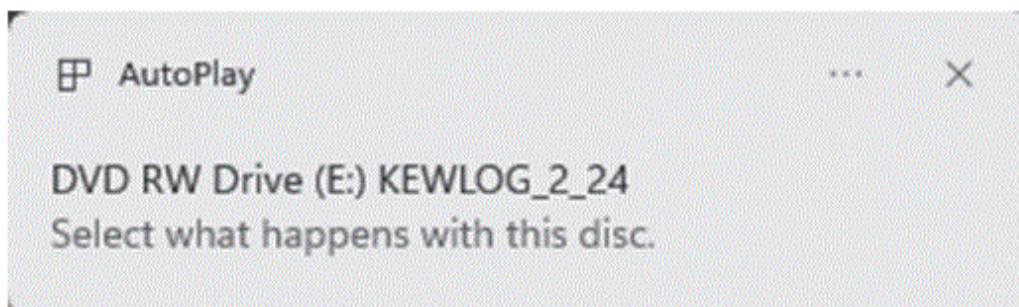 AutoPlay
DVD RW Drive (E:) KEWLOG_2_24
Select what happens with this disc.